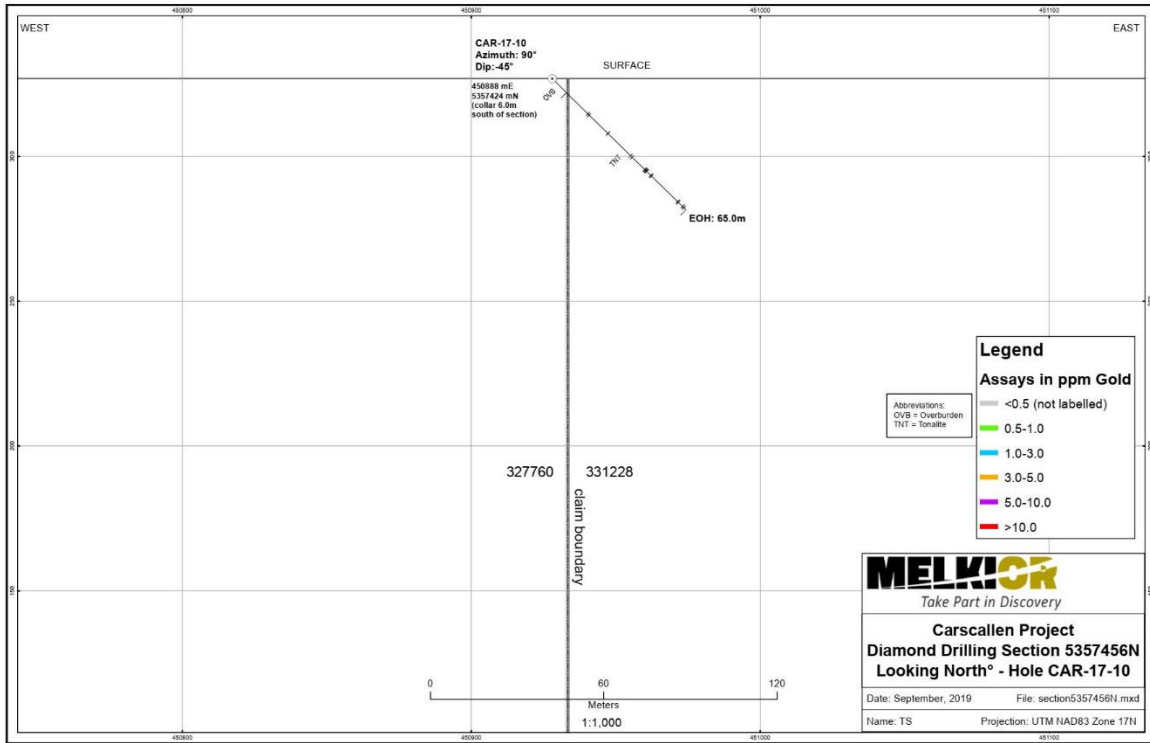 450800
450900
451000
451100
WEST
EAST
CAR-17-10
Azimuth: 90°
Dip:-45°
SURFACE
450888 mE
5357424 mN
(collar 6.0m
south of section)
OVB
300
TNT
EOH: 65.0m
250
Legend
Assays in ppm Gold
<0.5 (not labelled)
0.5-1.0
1.0-3.0
3.0-5.0
5.0-10.0
>10.0
Abbreviations:
OVB = Overburden
TNT = Tonalite
200
327760
331228
claim boundary
150
MELKIOR
Take Part in Discovery
Carscallen Project
Diamond Drilling Section 5357456N
Looking North° - Hole CAR-17-10
Date: September, 2019
File: section5357456N.mxd
Name: TS
Projection: UTM NAD83 Zone 17N
0
60
120
Meters
1:1,000
450800
450900
451000
451100